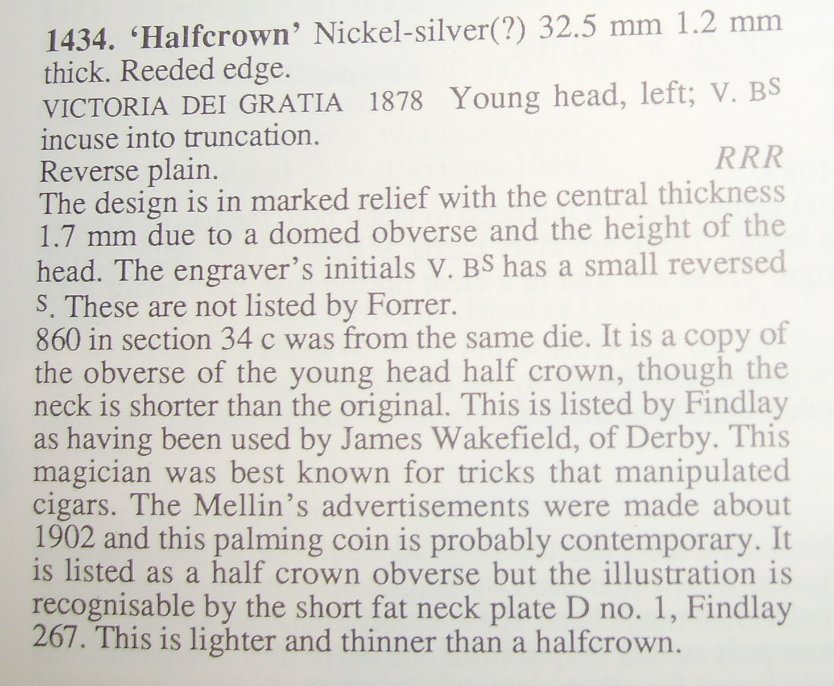 1434. ‘Halfcrown’ Nickel-silver(?) 32.5 mm 1.2 mm
thick. Reeded edge.
VICTORIA DEI GRATIA 1878 Young head, left; V. BS
incuse into truncation.
Reverse plain. RRR
The design is in marked relief with the central thickness
1.7 mm due to a domed obverse and the height of the
head. The engraver’s initials V. BS has a small reversed
S. These are not listed by Forrer.
860 in section 34 c was from the same die. It is a copy of
the obverse of the young head half crown, though the
neck is shorter than the original. This is listed by Findlay
as having been used by James Wakefield, of Derby. This
magician was best known for tricks that manipulated
cigars. The Mellin’s advertisements were made about
1902 and this palming coin is probably contemporary. It
is listed as a half crown obverse but the illustration is
recognisable by the short fat neck plate D no. 1, Findlay
267. This is lighter and thinner than a halfcrown.